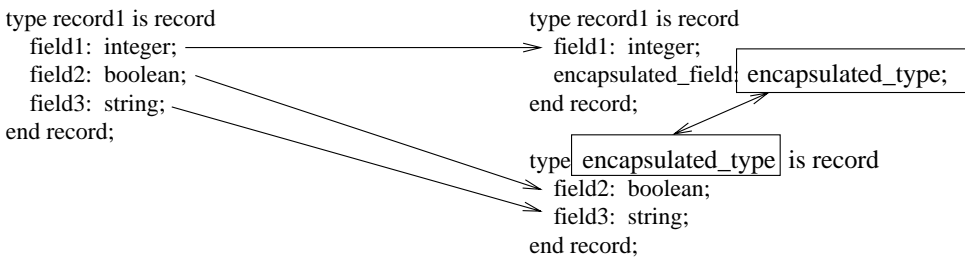 type record1 is record
field1: integer;
field2: boolean;
field3: string;
end record;
type record1 is record
field1: integer;
encapsulated_field: encapsulated_type;
end record;
type encapsulated_type is record
field2: boolean;
field3: string;
end record;